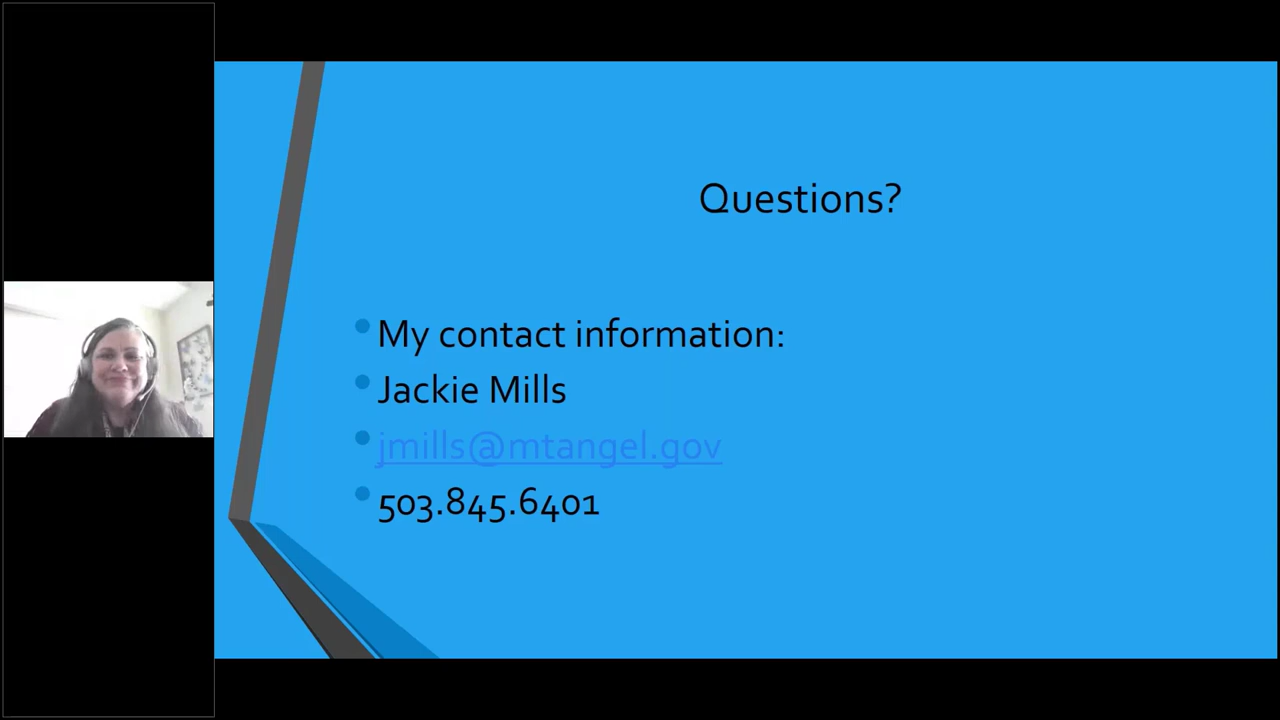 Questions?
My contact information:
Jackie Mills
jmills@mtangel.gov
503.845.6401